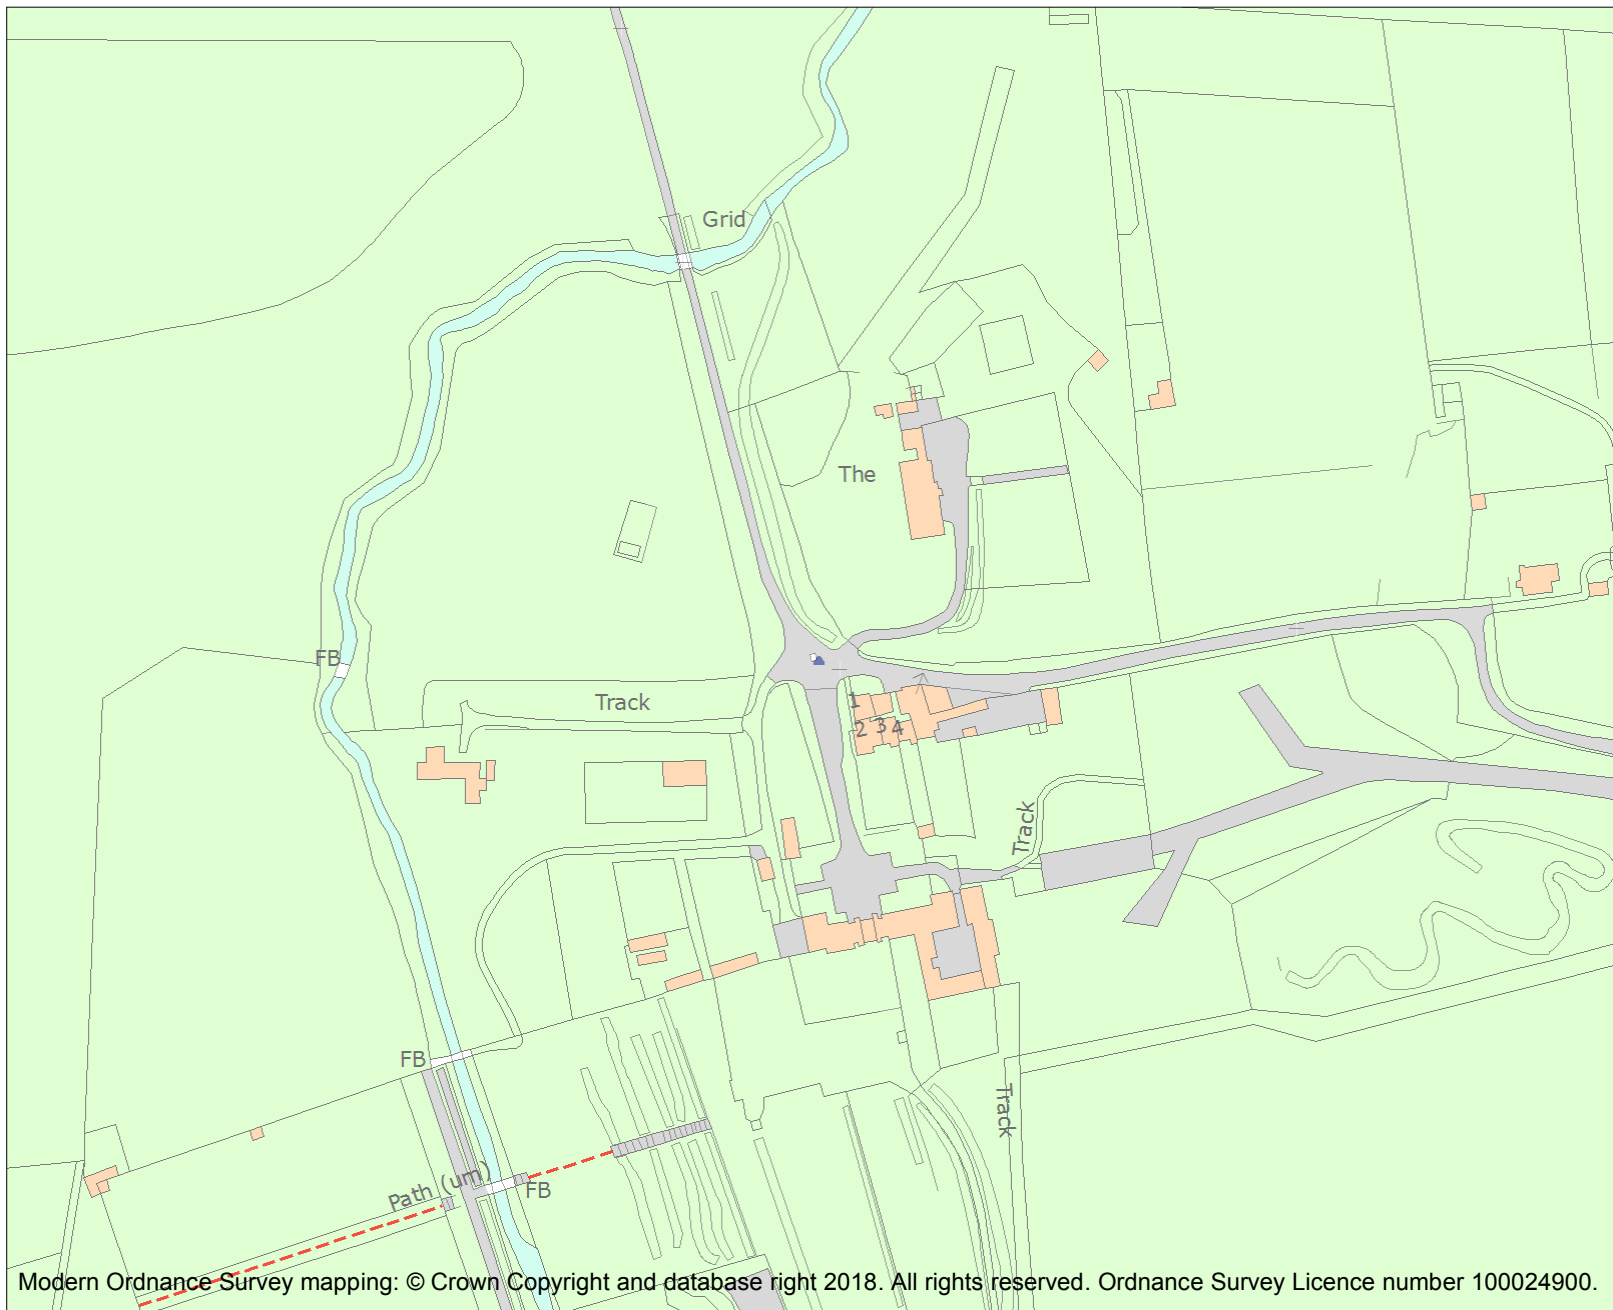 Grid
The
FB
Track
1
2 3 4
Track
FB
Track
Path (um)
FB
Modern Ordnance Survey mapping: © Crown Copyright and database right 2018. All rights reserved. Ordnance Survey Licence number 100024900.